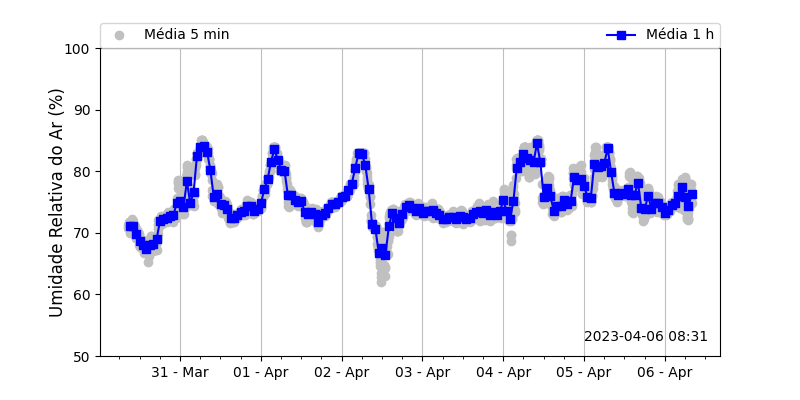 Média 5 min
Média 1 h
100
90
80
70
60
50
Umidade Relativa do Ar (%)
2023-04-06 08:31
31 - Mar
01 - Apr
02 - Apr
03 - Apr
04 - Apr
05 - Apr
06 - Apr